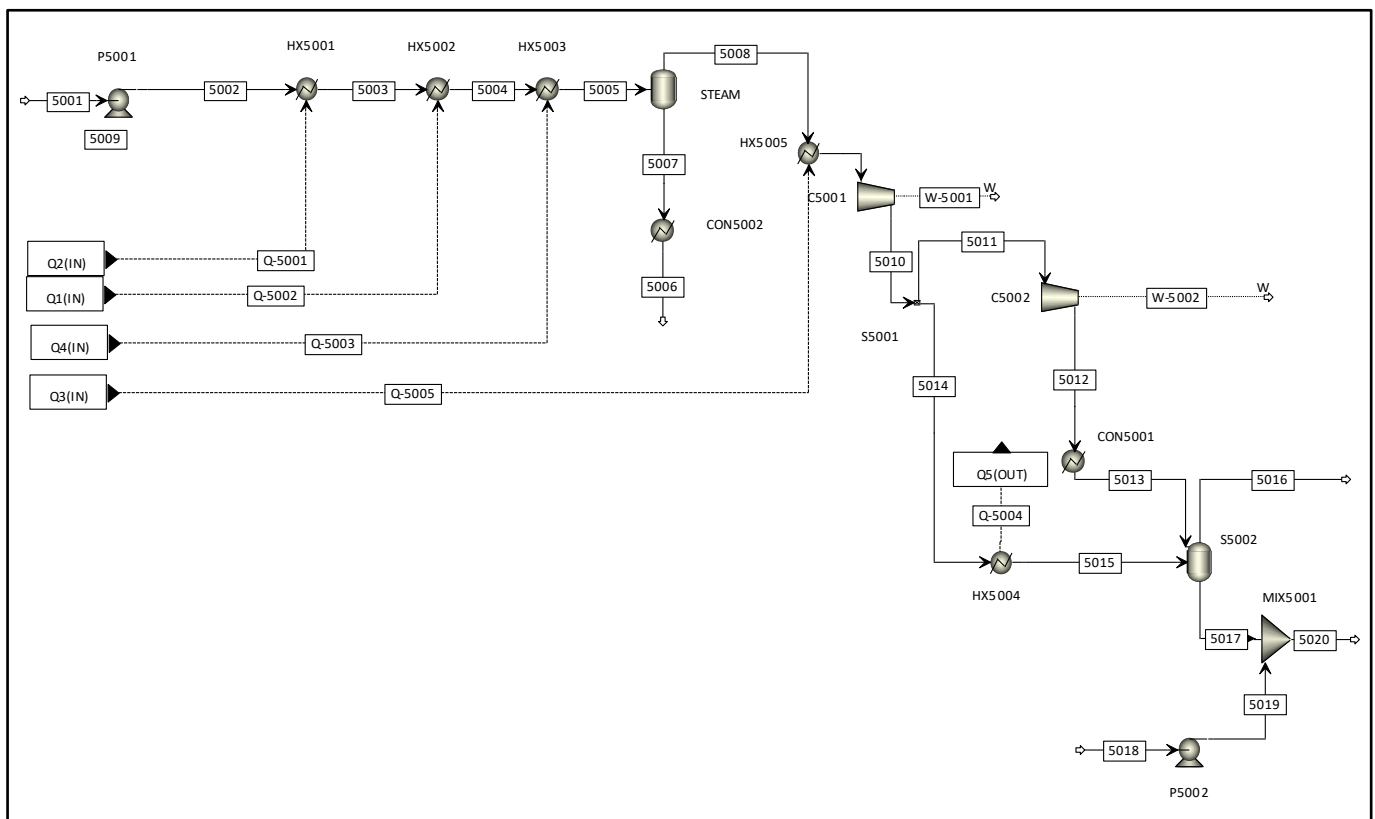 P5001
HX5001
HX5002
HX5003
5008
5001
5002
5003
5004
5005
STEAM
5009
HX5005
5007
C5001
W-5001
W
CON5002
5011
Q2(IN)
Q-5001
5010
5006
Q1(IN)
Q-5002
C5002
W-5002
W
S5001
Q4(IN)
Q-5003
5014
5012
Q3(IN)
Q-5005
CON5001
Q5(OUT)
5013
5016
Q-5004
S5002
5015
HX5004
MIX5001
5017
5020
5019
5018
P5002